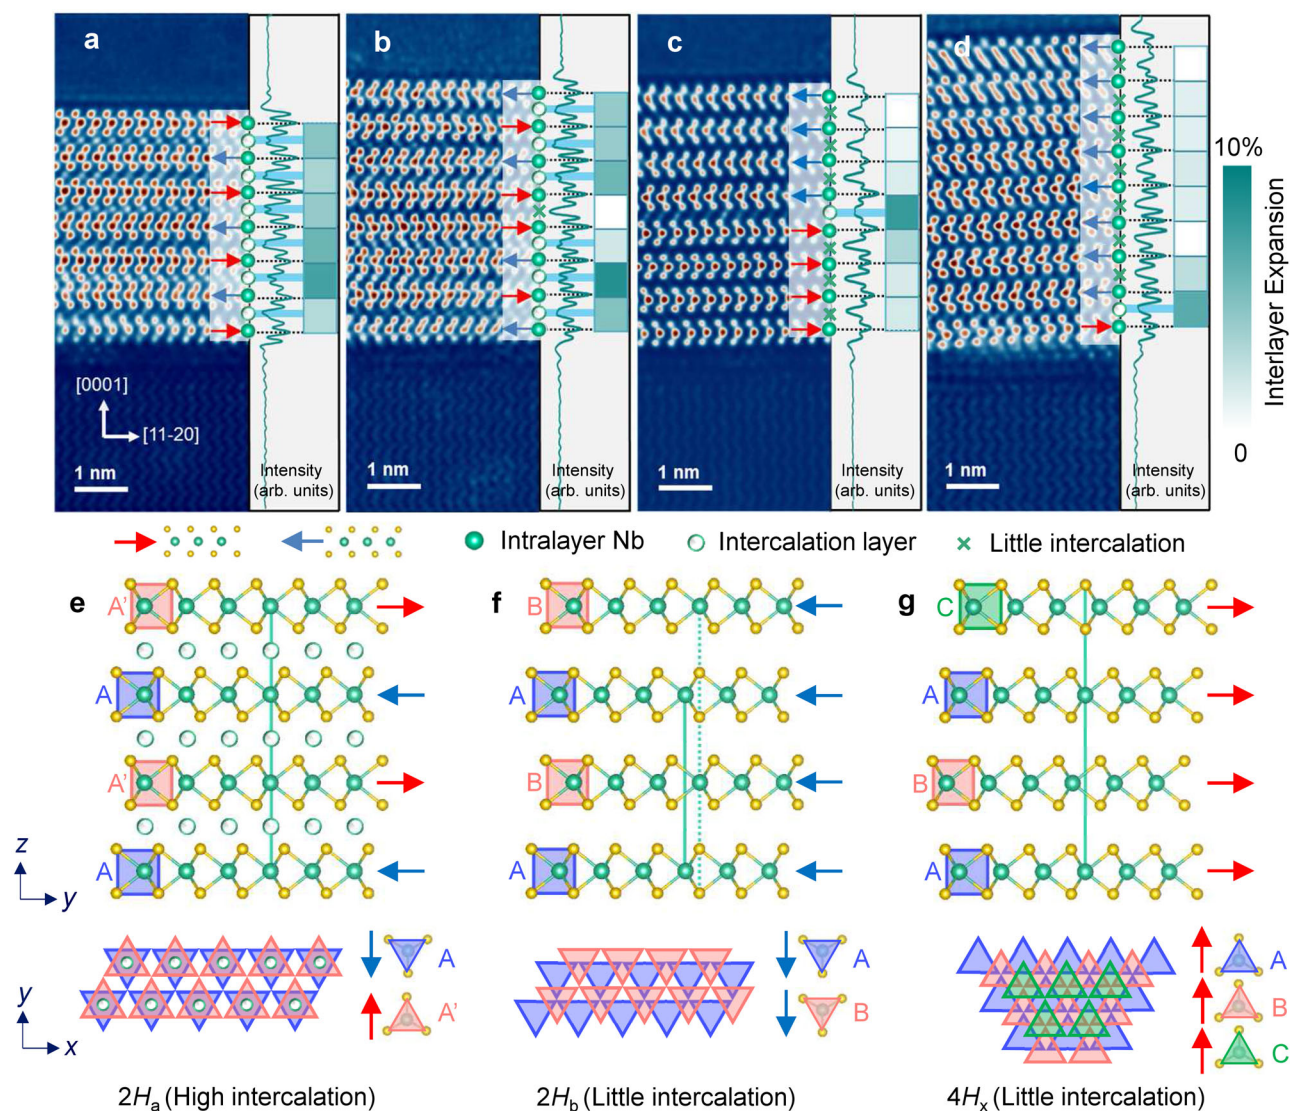 a
b
c
d
[0001]
[11-20]
1 nm
Intensity
(arb. units)
1 nm
Intensity
(arb. units)
1 nm
Intensity
(arb. units)
1 nm
Intensity
(arb. units)
10%
Interlayer Expansion
0
Intralayer Nb
Intercalation layer
Little intercalation
e
A'
A
A'
A
z
y
f
B
A
B
A
g
C
A
B
A
y
x
A
A'
A
B
A
B
C
2Hₐ (High intercalation)
2H_b (Little intercalation)
4Hₓ (Little intercalation)